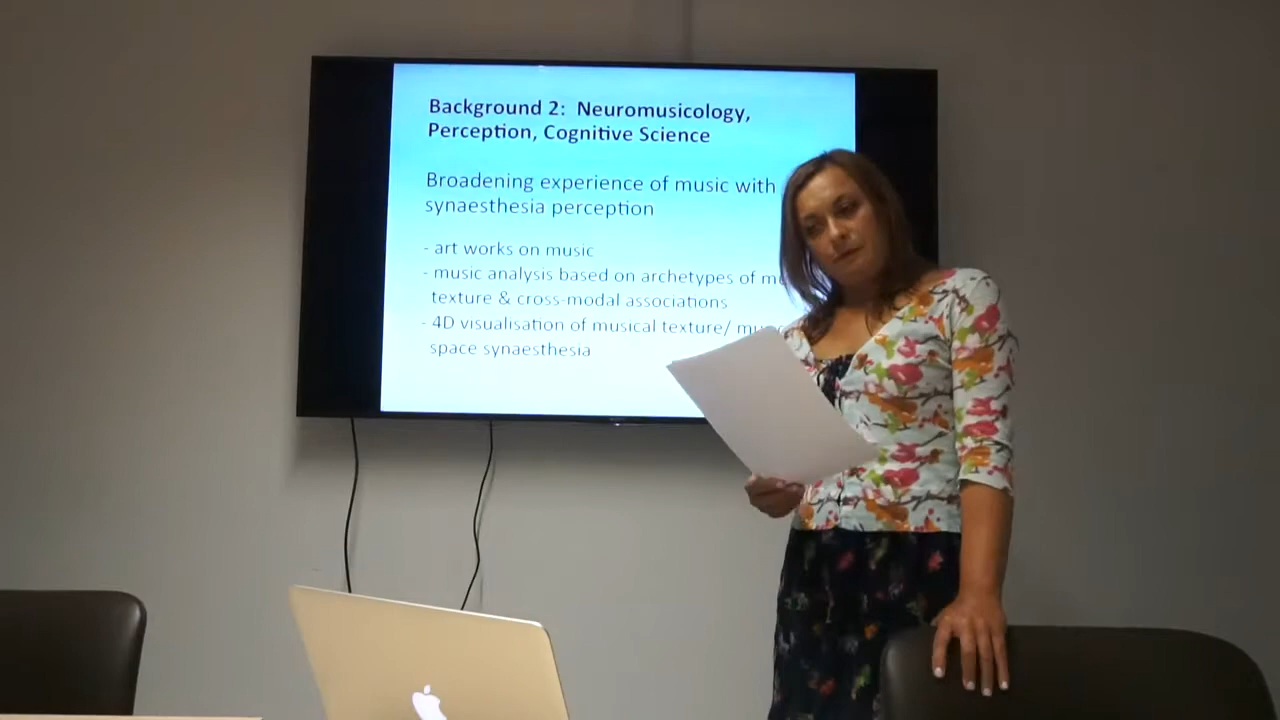 Background 2: Neuromusicology,
Perception, Cognitive Science
Broadening experience of music with
synaesthesia perception
- art works on music
- music analysis based on archetypes of
texture & cross-modal associations
- 4D visualisation of musical texture/
space synaesthesia